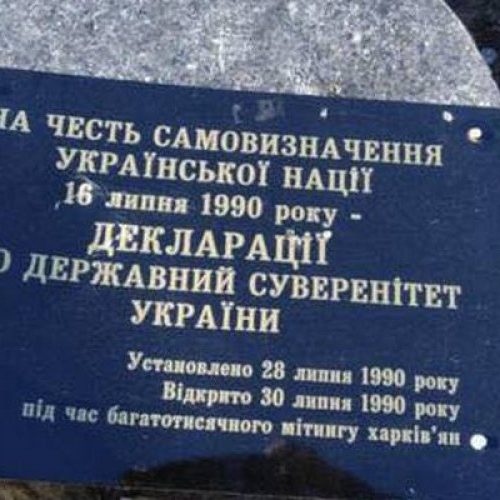 НА ЧЕСТЬ САМОВИЗНАЧЕННЯ
УКРАЇНСЬКОЇ НАЦІЇ
16 липня 1990 року -
ДЕКЛАРАЦІЇ
О ДЕРЖАВНИЙ СУВЕРЕНІТЕТ
УКРАЇНИ
Установлено 28 липня 1990 року
Відкрито 30 липня 1990 року
під час багатотисячного мітингу харків'ян